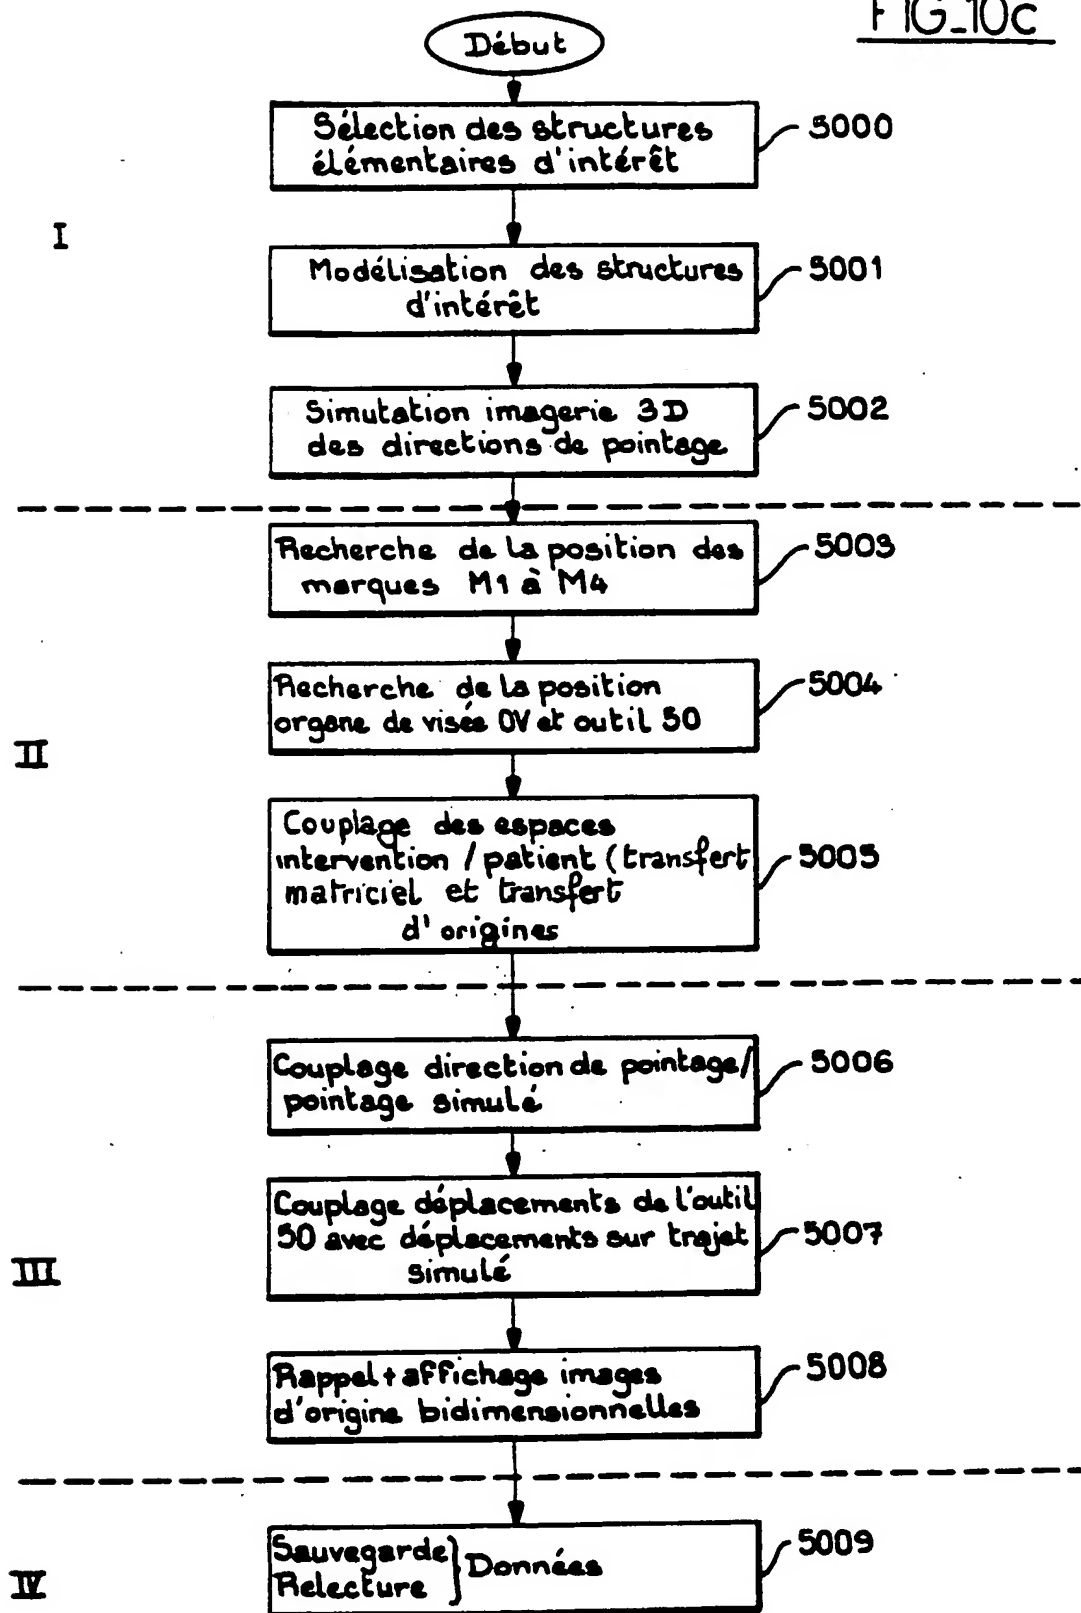 FIG_10c
Début
Sélection des structures
élémentaires d'intérêt
5000
I
Modélisation des structures
d'intérêt
5001
Simutation imagerie 3D
des directions de pointage
5002
Recherche de la position des
marques M1 à M4
5003
Recherche de la position
organe de visée OV et outil 50
5004
II
Couplage des espaces
intervention / patient (transfert
matriciel et transfert
d'origines
5005
Couplage direction de pointage/
pointage simulé
5006
Couplage déplacements de l'outil
50 avec déplacements sur trajet
simulé
5007
III
Rappel+affichage images
d'origine bidimensionnelles
5008
Sauvegarde
Relecture } Données
5009
IV